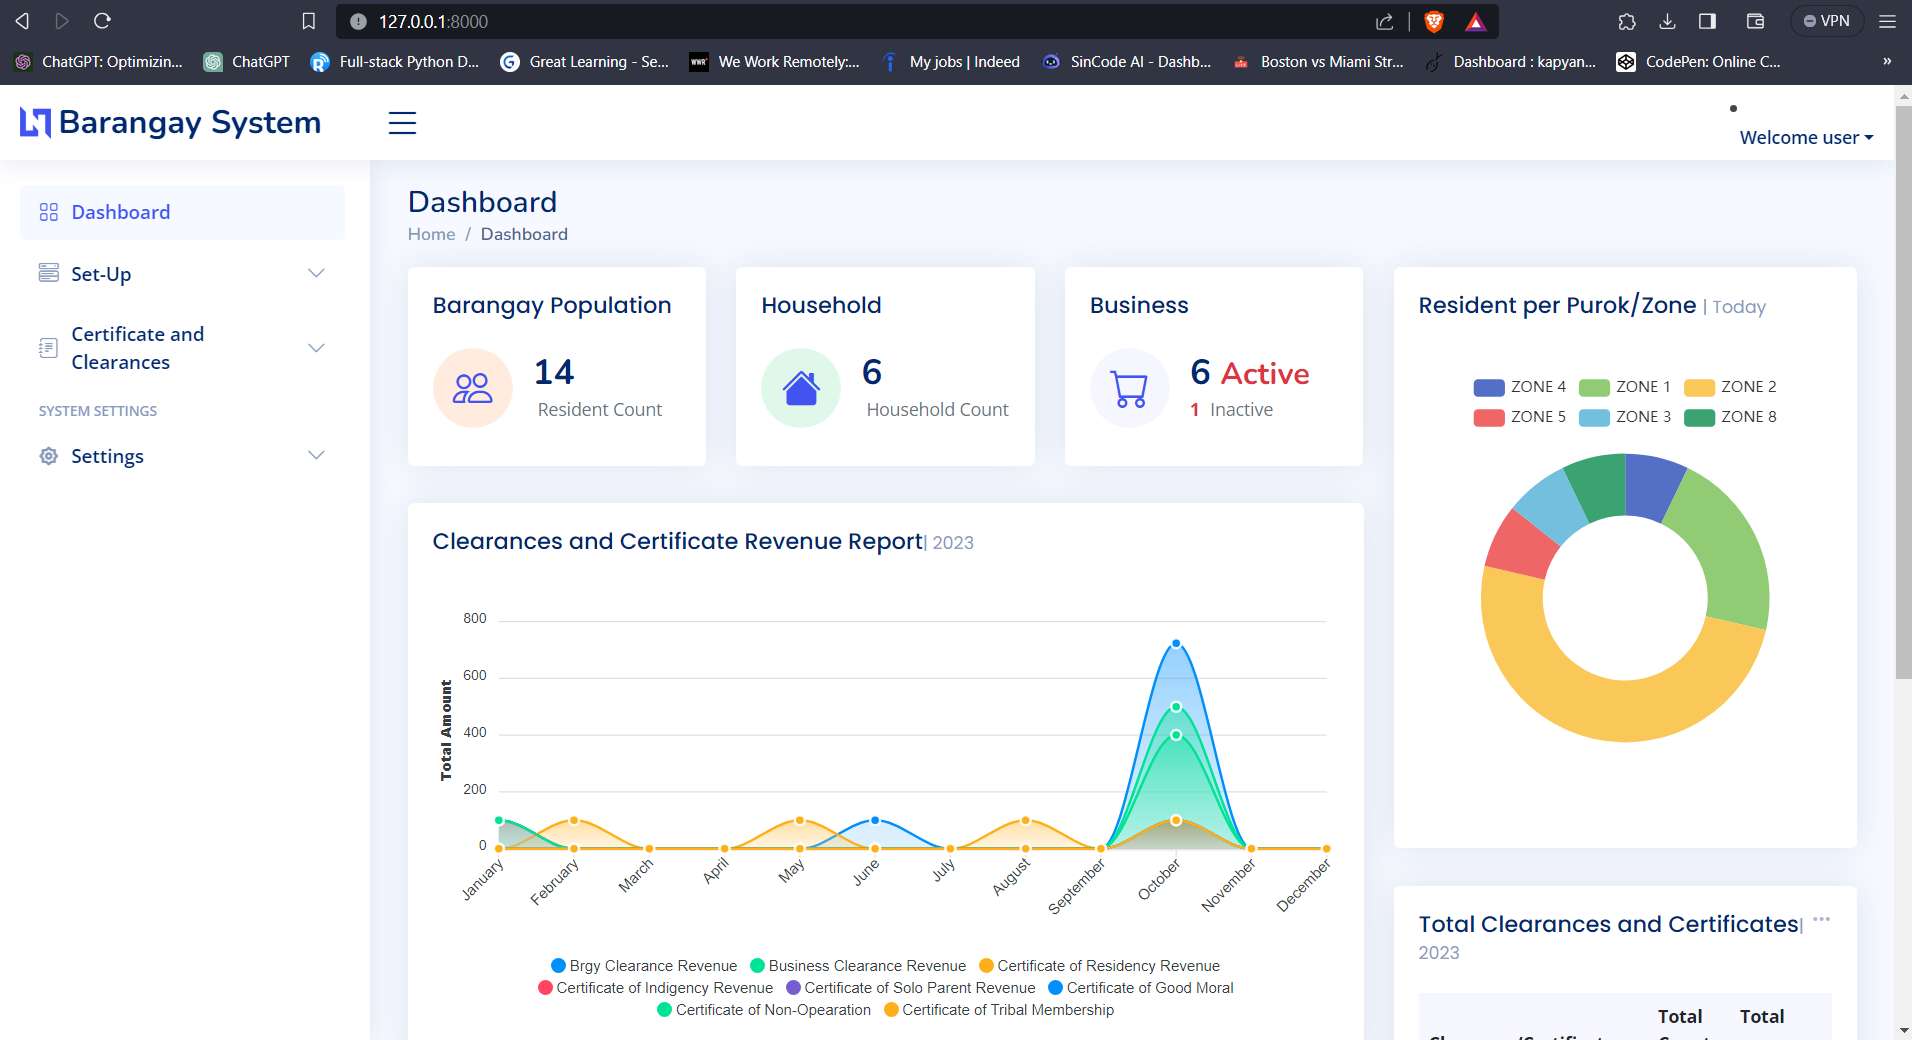 127.0.0.1:8000
VPN
ChatGPT: Optimizin...
ChatGPT
Full-stack Python D...
Great Learning - Se...
We Work Remotely:...
My jobs | Indeed
SinCode AI - Dashb...
Boston vs Miami Str...
Dashboard : kapyan...
CodePen: Online C...
»
Barangay System
Welcome user
Dashboard
Set-Up
Certificate and
Clearances
SYSTEM SETTINGS
Settings
Dashboard
Home / Dashboard
Barangay Population
14
Resident Count
Household
6
Household Count
Business
6 Active
1 Inactive
Resident per Purok/Zone | Today
ZONE 4 ZONE 1 ZONE 2
ZONE 5 ZONE 3 ZONE 8
Clearances and Certificate Revenue Report| 2023
Total Amount
800
600
400
200
0
January
February
March
April
May
June
July
August
September
October
November
December
Brgy Clearance Revenue Business Clearance Revenue Certificate of Residency Revenue
Certificate of Indigency Revenue Certificate of Solo Parent Revenue Certificate of Good Moral
Certificate of Non-Opearation Certificate of Tribal Membership
Total Clearances and Certificates|
2023
Total Total